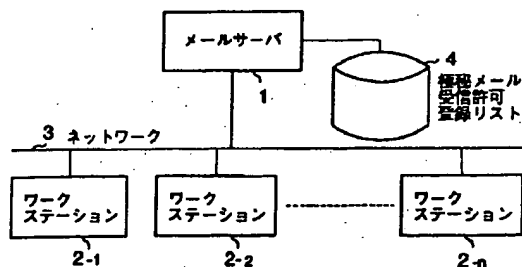 メールサーバ
1
4
極秘メール
受信許可
登録リスト
3 ネットワーク
ワーク
ステーション
2-1
ワーク
ステーション
2-2
ワーク
ステーション
2-n